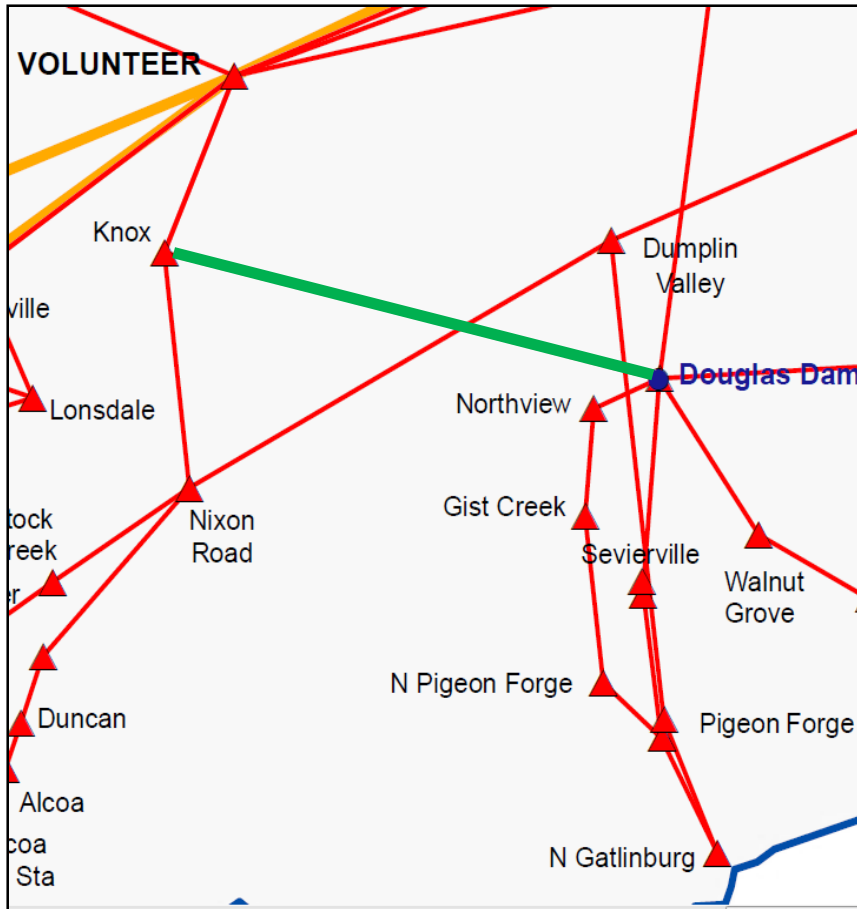 VOLUNTEER
Knox
Dumplin
Valley
ville
Douglas Dam
Northview
Lonsdale
Gist Creek
tock
Nixon
reek
Road
Sevierville
Walnut
er
Grove
N Pigeon Forge
Duncan
Pigeon Forge
Alcoa
coa
N Gatlinburg
Sta